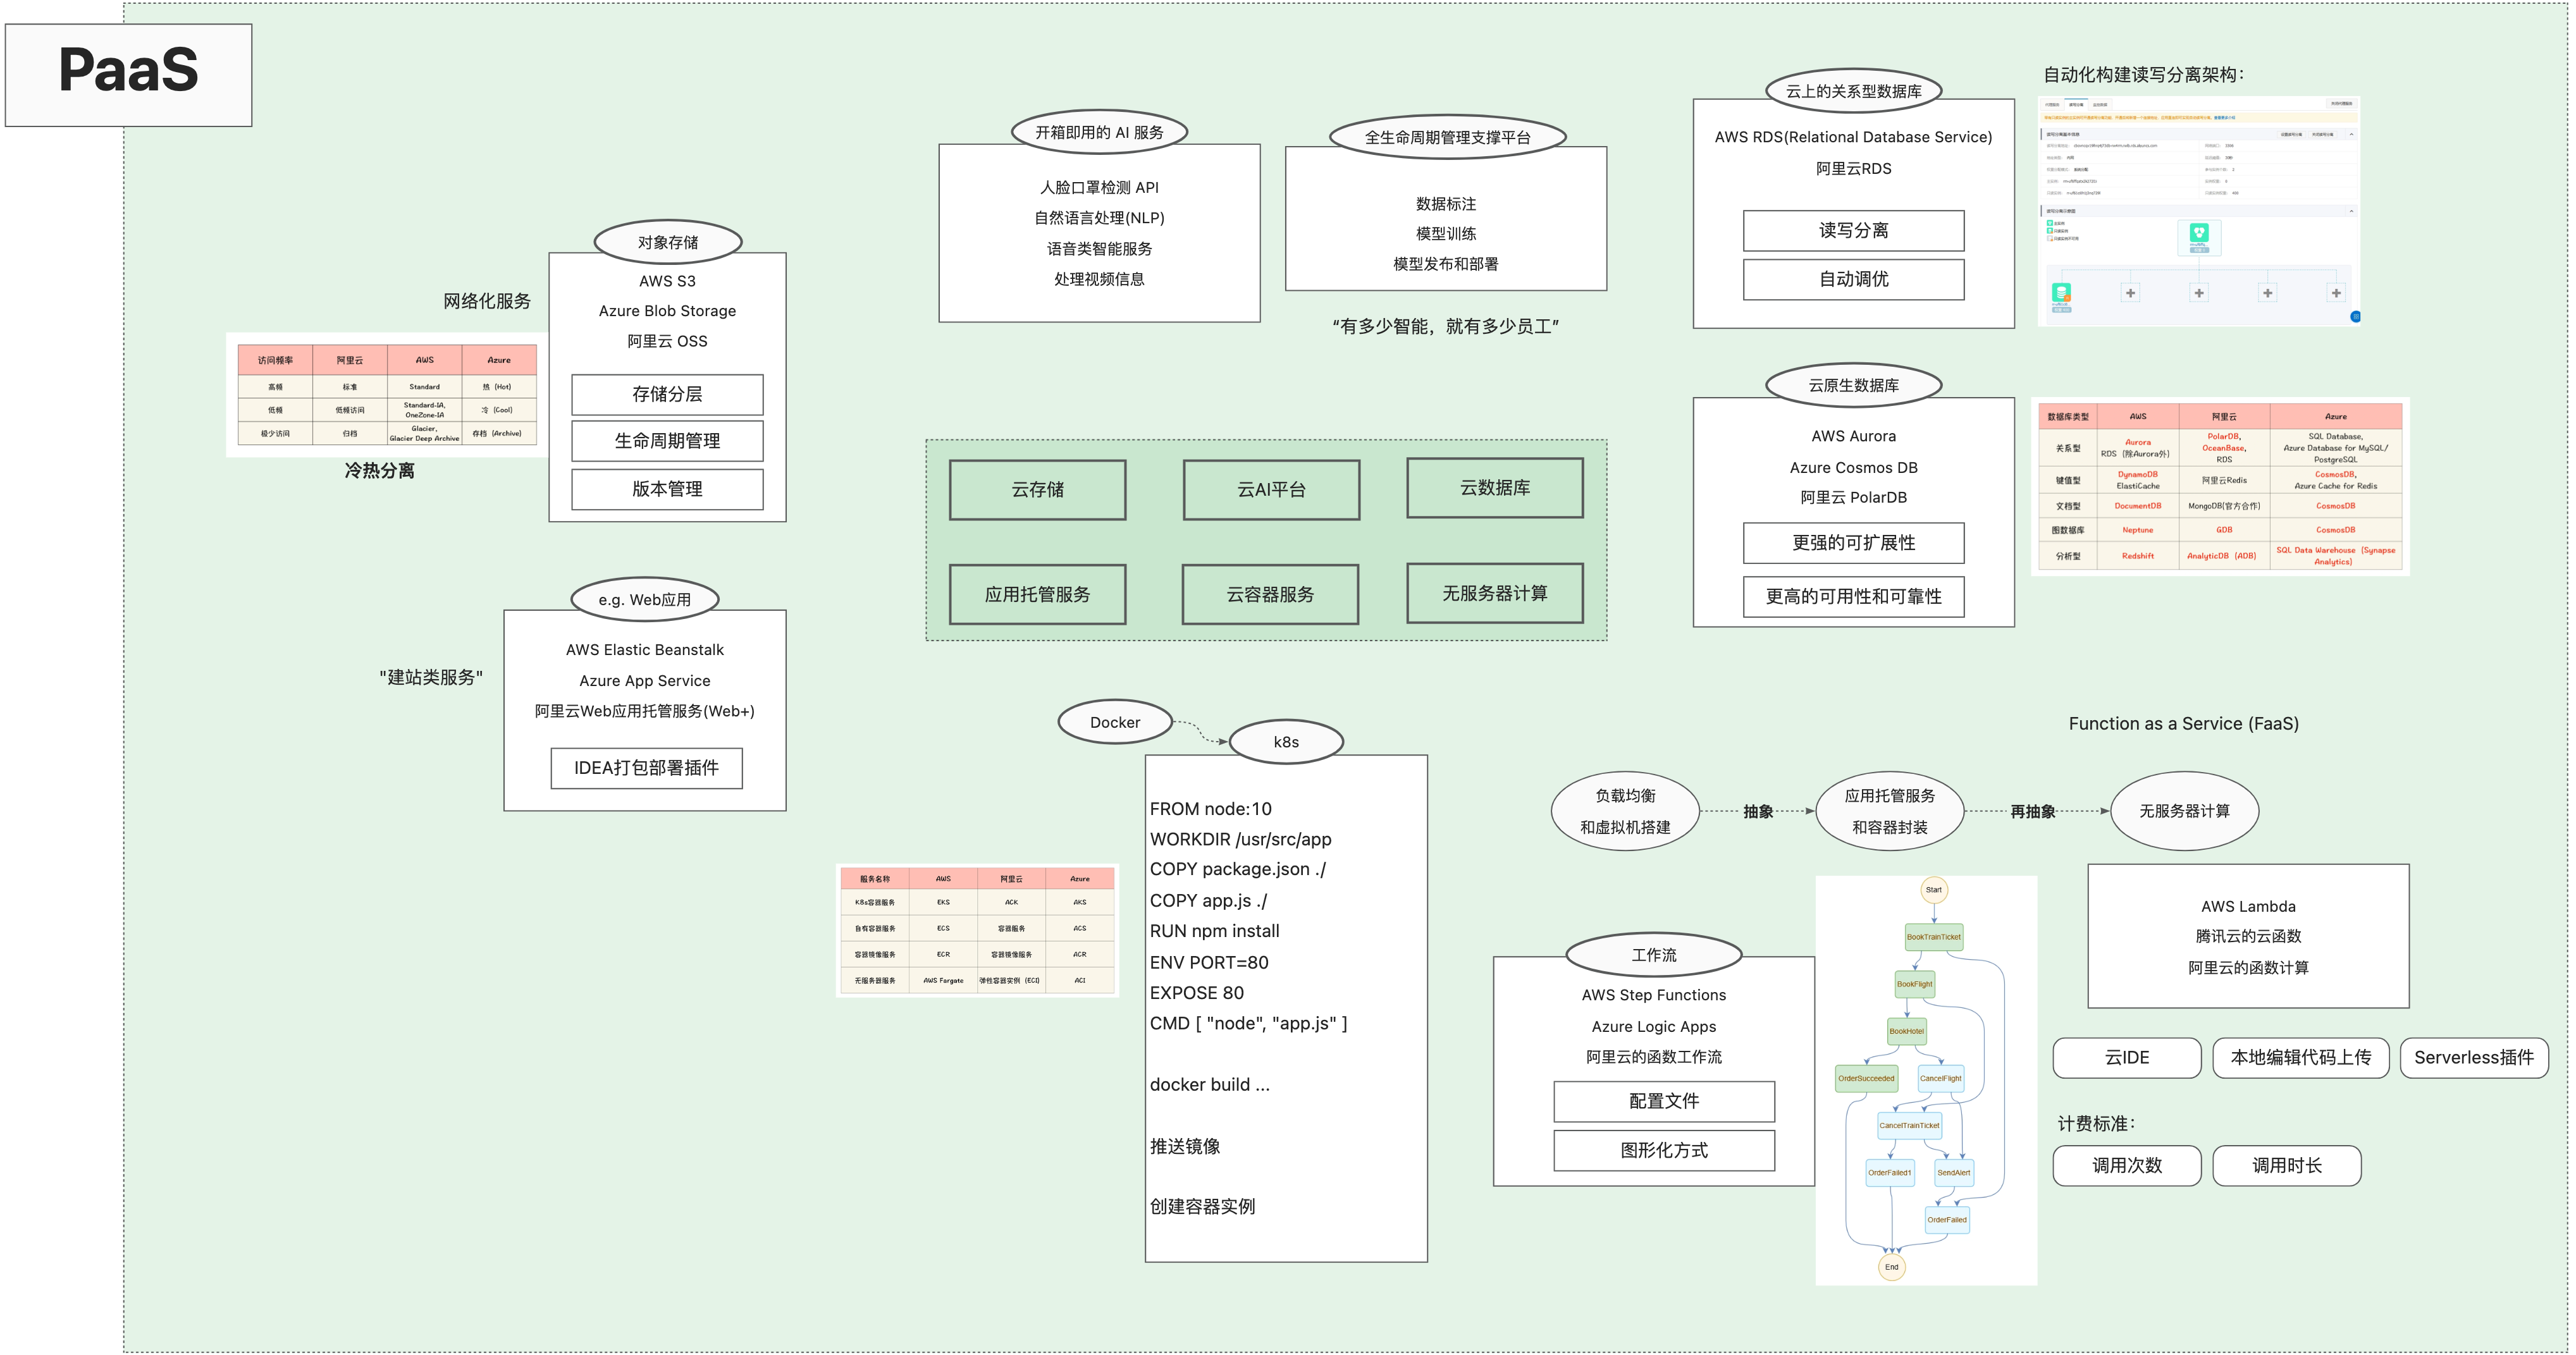 PaaS
对象存储
AWS S3
Azure Blob Storage
阿里云 OSS
存储分层
生命周期管理
版本管理
网络化服务
访问频率 阿里云 AWS Azure
高频 标准 Standard 热 (Hot)
低频 低频访问 Standard-IA, OneZone-IA 冷 (Cool)
极少访问 归档 Glacier, Glacier Deep Archive 存档 (Archive)
冷热分离
e.g. Web应用
AWS Elastic Beanstalk
Azure App Service
阿里云Web应用托管服务(Web+)
IDEA打包部署插件
"建站类服务"
开箱即用的 AI 服务
人脸口罩检测 API
自然语言处理(NLP)
语音类智能服务
处理视频信息
全生命周期管理支撑平台
数据标注
模型训练
模型发布和部署
“有多少智能，就有多少员工”
云存储
云AI平台
云数据库
应用托管服务
云容器服务
无服务器计算
云上的关系型数据库
AWS RDS(Relational Database Service)
阿里云RDS
读写分离
自动调优
自动化构建读写分离架构：
云原生数据库
AWS Aurora
Azure Cosmos DB
阿里云 PolarDB
更强的可扩展性
更高的可用性和可靠性
数据库类型 AWS 阿里云 Azure
关系型 Aurora RDS (除Aurora外) PolarDB, OceanBase, RDS SQL Database, Azure Database for MySQL/ PostgreSQL
键值型 DynamoDB ElastiCache 阿里云Redis CosmosDB, Azure Cache for Redis
文档型 DocumentDB MongoDB(官方合作) CosmosDB
图数据库 Neptune GDB CosmosDB
分析型 Redshift AnalyticDB (ADB) SQL Data Warehouse (Synapse Analytics)
Docker
k8s
FROM node:10
WORKDIR /usr/src/app
COPY package.json ./
COPY app.js ./
RUN npm install
ENV PORT=80
EXPOSE 80
CMD [ "node", "app.js" ]
docker build ...
推送镜像
创建容器实例
服务名称 AWS 阿里云 Azure
K8s容器服务 EKS ACK AKS
自有容器服务 ECS 容器服务 ACS
容器镜像服务 ECR 容器镜像服务 ACR
无服务器服务 AWS Fargate 弹性容器实例 (ECI) ACI
Function as a Service (FaaS)
负载均衡
和虚拟机搭建
抽象
应用托管服务
和容器封装
再抽象
无服务器计算
AWS Lambda
腾讯云的云函数
阿里云的函数计算
工作流
AWS Step Functions
Azure Logic Apps
阿里云的函数工作流
配置文件
图形化方式
Start
BookTrainTicket
BookFlight
BookHotel
OrderSucceeded
CancelFlight
CancelTrainTicket
OrderFailed1
SendAlert
OrderFailed
End
云IDE
本地编辑代码上传
Serverless插件
计费标准：
调用次数
调用时长